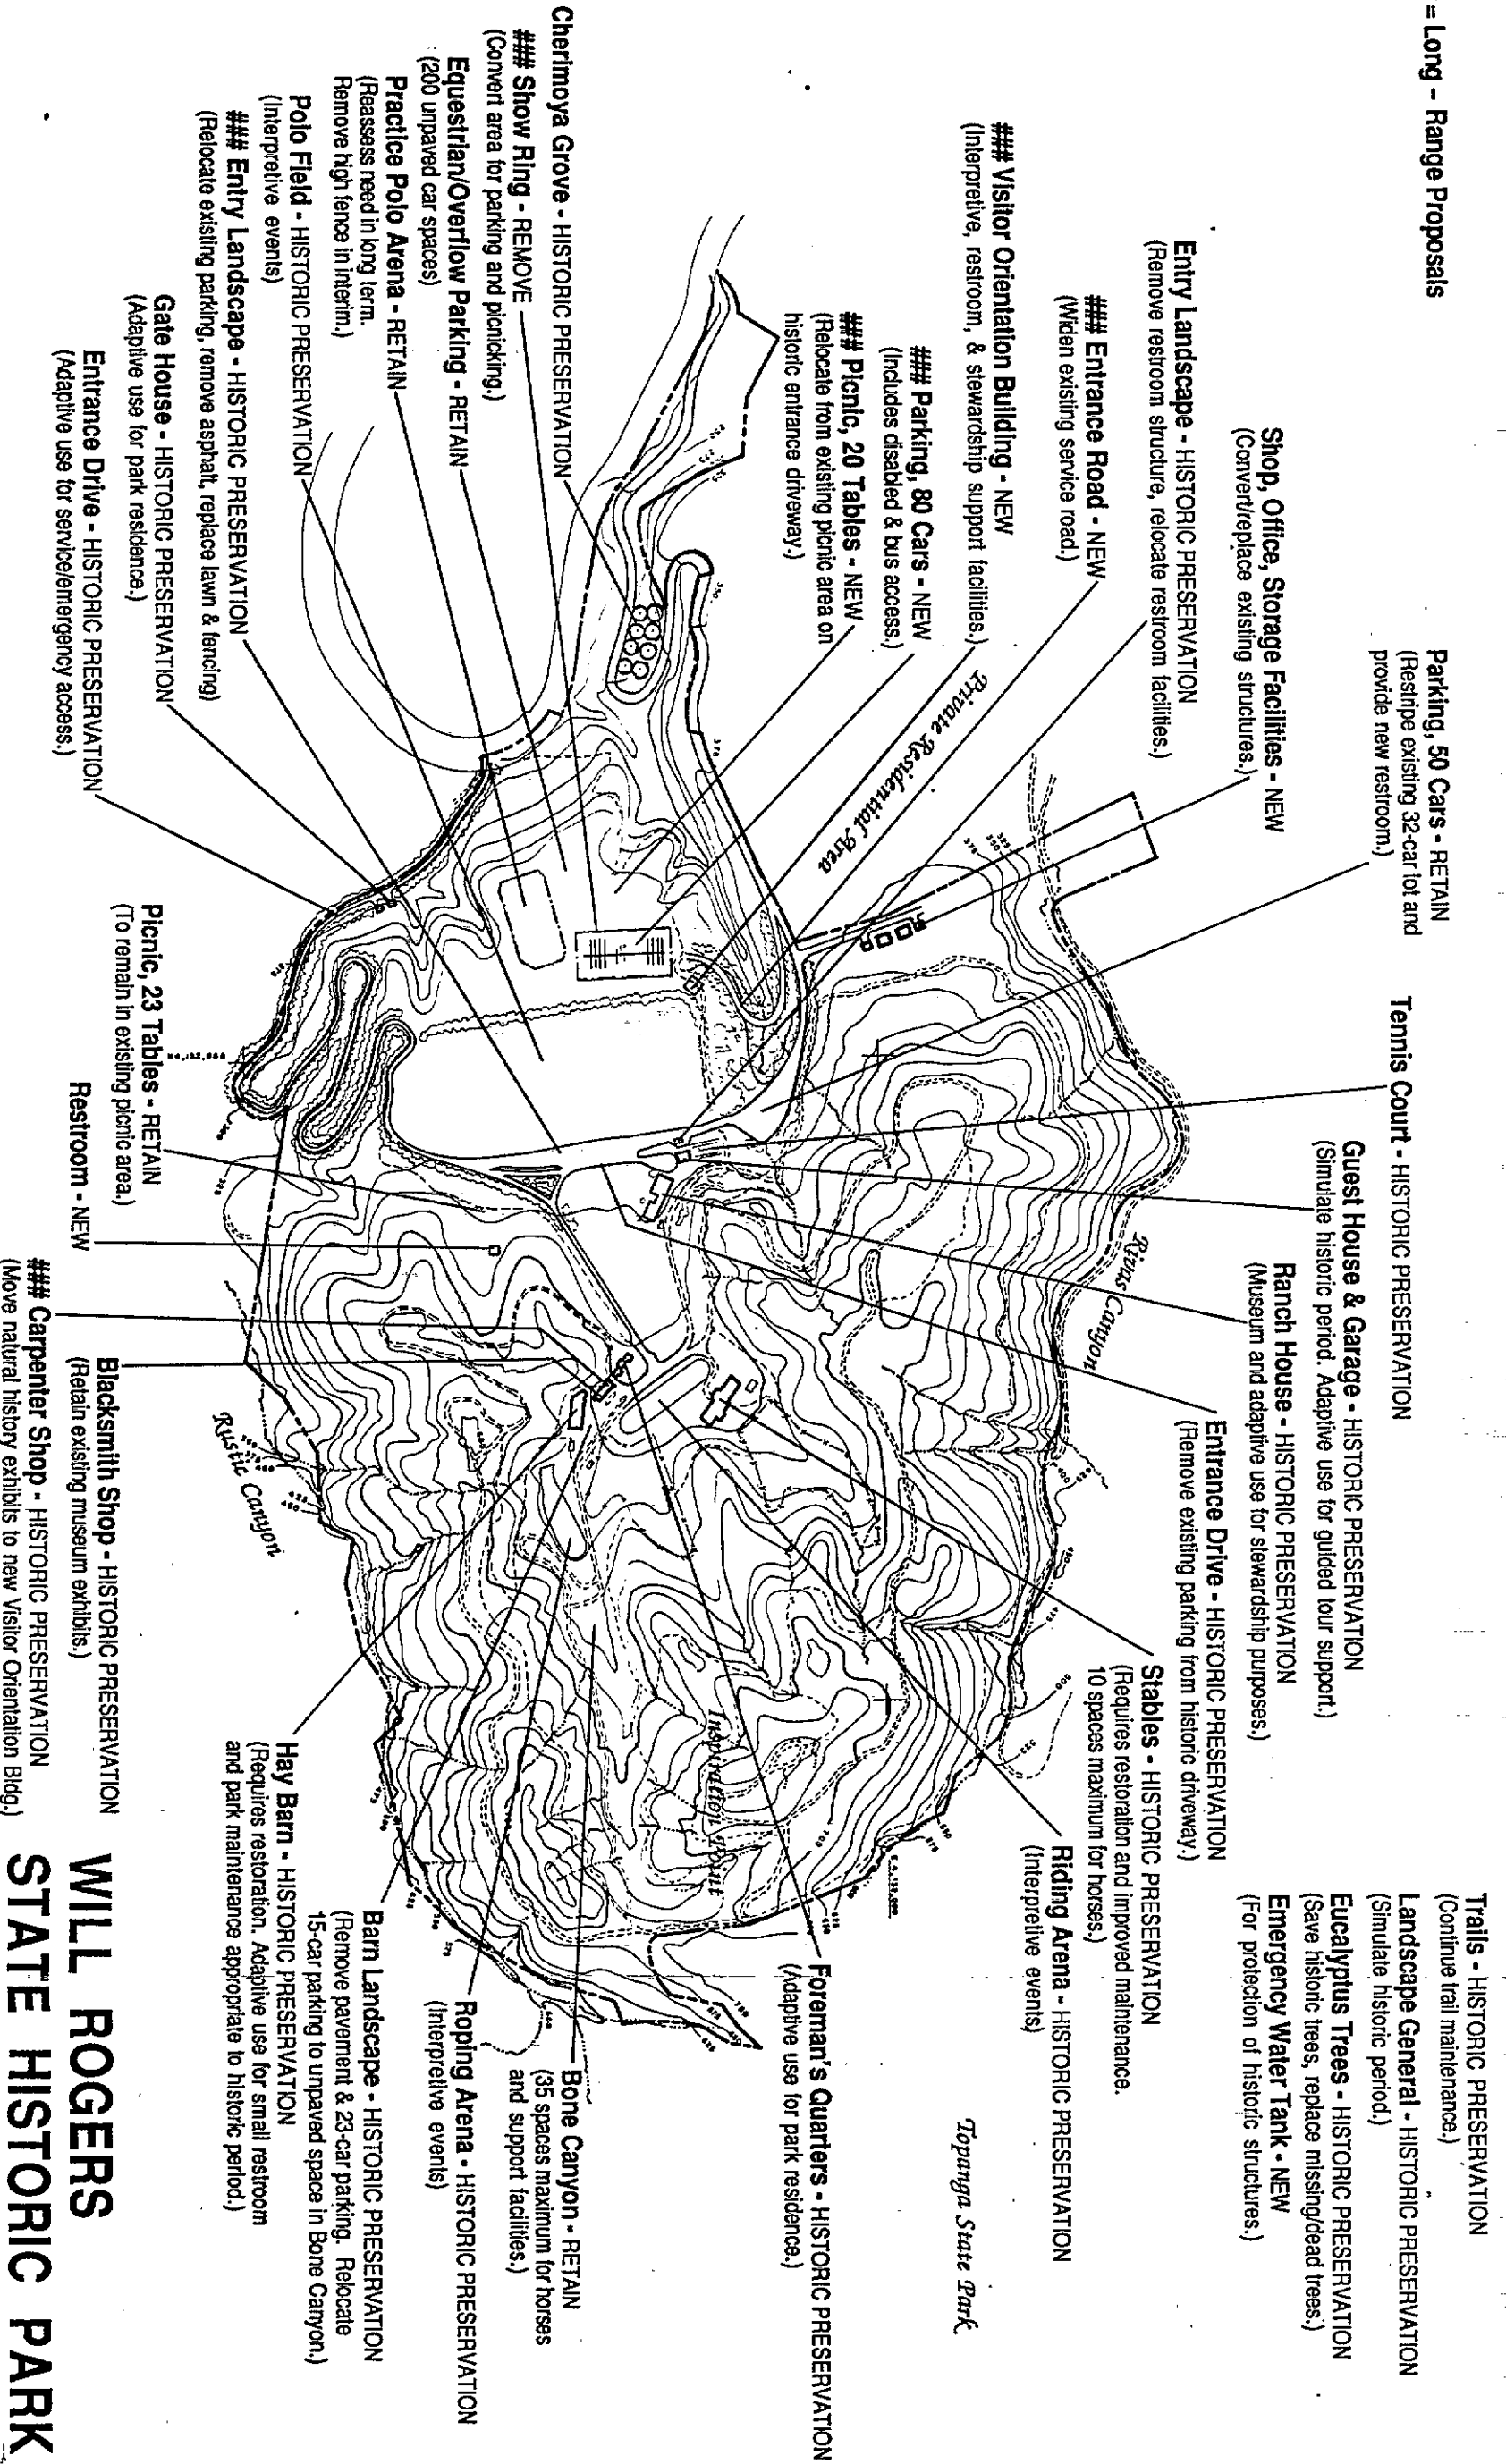 = Long - Range Proposals
Parking, 50 Cars - RETAIN
(Restripe existing 32-car lot and
provide new restroom.)
Shop, Office, Storage Facilities - NEW
(Convert/replace existing structures.)
Entry Landscape - HISTORIC PRESERVATION
(Remove restroom structure, relocate restroom facilities.)
### Entrance Road - NEW
(Widen existing service road.)
### Visitor Orientation Building - NEW
(Interpretive, restroom, & stewardship support facilities.)
### Parking, 80 Cars - NEW
(Includes disabled & bus access.)
### Picnic, 20 Tables - NEW
(Relocate from existing picnic area on
historic entrance driveway.)
Cherimoya Grove - HISTORIC PRESERVATION
### Show Ring - REMOVE
(Convert area for parking and picnicking.)
Equestrian/Overflow Parking - RETAIN
(200 unpaved car spaces)
Practice Polo Arena - RETAIN
(Reassess need in long term.
Remove high fence in interim.)
Polo Field - HISTORIC PRESERVATION
(Interpretive events)
### Entry Landscape - HISTORIC PRESERVATION
(Relocate existing parking, remove asphalt, replace lawn & fencing)
Gate House - HISTORIC PRESERVATION
(Adaptive use for park residence.)
Entrance Drive - HISTORIC PRESERVATION
(Adaptive use for service/emergency access.)
Tennis Court - HISTORIC PRESERVATION
Guest House & Garage - HISTORIC PRESERVATION
(Simulate historic period. Adaptive use for guided tour support.)
Ranch House - HISTORIC PRESERVATION
(Museum and adaptive use for stewardship purposes.)
Entrance Drive - HISTORIC PRESERVATION
(Remove existing parking from historic driveway.)
Stables - HISTORIC PRESERVATION
(Requires restoration and improved maintenance.
10 spaces maximum for horses.)
Riding Arena - HISTORIC PRESERVATION
(Interpretive events)
Trails - HISTORIC PRESERVATION
(Continue trail maintenance.)
Landscape General - HISTORIC PRESERVATION
(Simulate historic period.)
Eucalyptus Trees - HISTORIC PRESERVATION
(Save historic trees, replace missing/dead trees.)
Emergency Water Tank - NEW
(For protection of historic structures.)
Private Residential Area
Rivas Canyon
Topanga State Park
Inspiration Point
Rustic Canyon
Foreman's Quarters - HISTORIC PRESERVATION
(Adaptive use for park residence.)
Bone Canyon - RETAIN
(35 spaces maximum for horses
and support facilities.)
Roping Arena - HISTORIC PRESERVATION
(Interpretive events)
Barn Landscape - HISTORIC PRESERVATION
(Remove pavement & 23-car parking. Relocate
15-car parking to unpaved space in Bone Canyon.)
Hay Barn - HISTORIC PRESERVATION
(Requires restoration. Adaptive use for small restroom
and park maintenance appropriate to historic period.)
Picnic, 23 Tables - RETAIN
(To remain in existing picnic area.)
Restroom - NEW
Blacksmith Shop - HISTORIC PRESERVATION
(Retain existing museum exhibits.)
### Carpenter Shop - HISTORIC PRESERVATION
(Move natural history exhibits to new Visitor Orientation Bldg.)
WILL ROGERS
STATE HISTORIC PARK